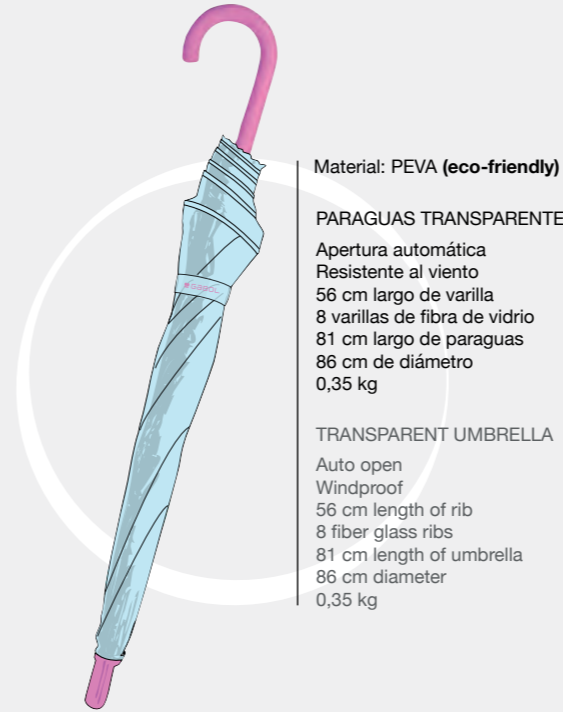 GABOL
Material: PEVA (eco-friendly)
PARAGUAS TRANSPARENTE
Apertura automática
Resistente al viento
56 cm largo de varilla
8 varillas de fibra de vidrio
81 cm largo de paraguas
86 cm de diámetro
0,35 kg
TRANSPARENT UMBRELLA
Auto open
Windproof
56 cm length of rib
8 fiber glass ribs
81 cm length of umbrella
86 cm diameter
0,35 kg